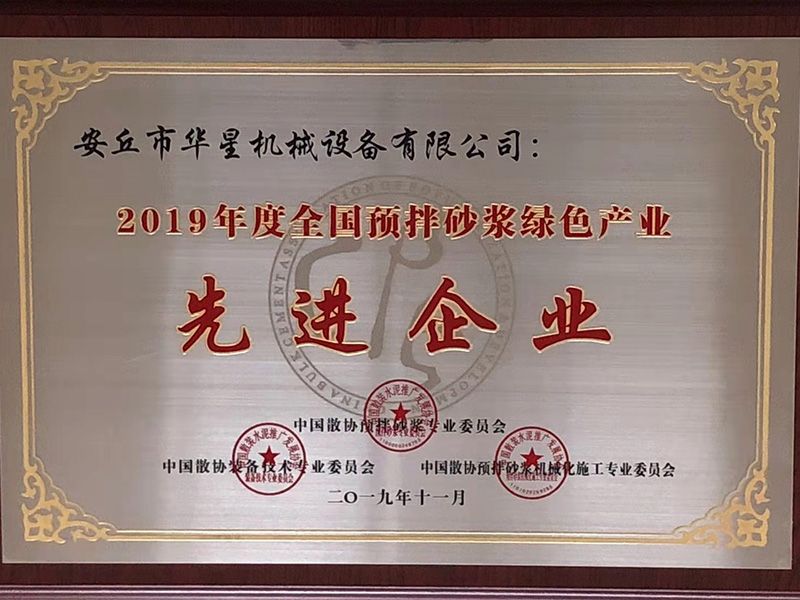 安丘市华星机械设备有限公司：
2019年度全国预拌砂浆绿色产业
先进企业
中国散协预拌砂浆专业委员会
中国散协装备技术专业委员会
中国散协预拌砂浆机械化施工专业委员会
二〇一九年十一月